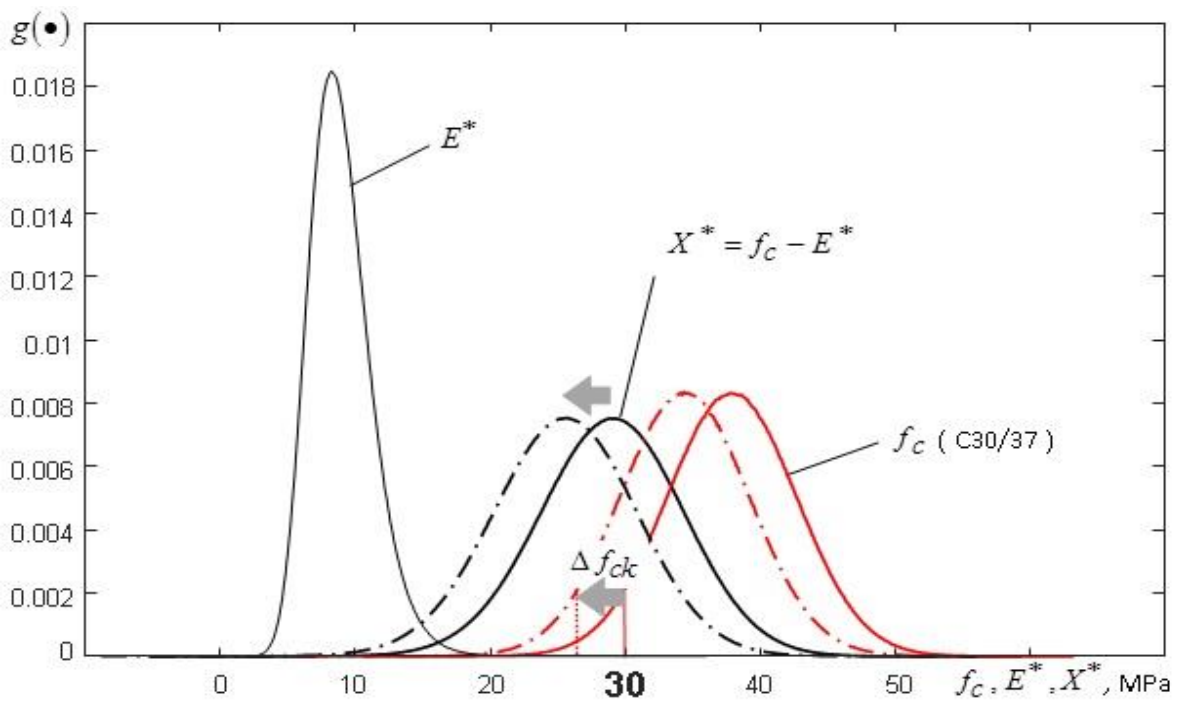 g(•)
0.018
0.016
0.014
0.012
0.01
0.008
0.006
0.004
0.002
0
E*
X* = fc − E*
fc ( C30/37 )
Δ fck
0 10 20 30 40 50 fc , E* , X* , MPa